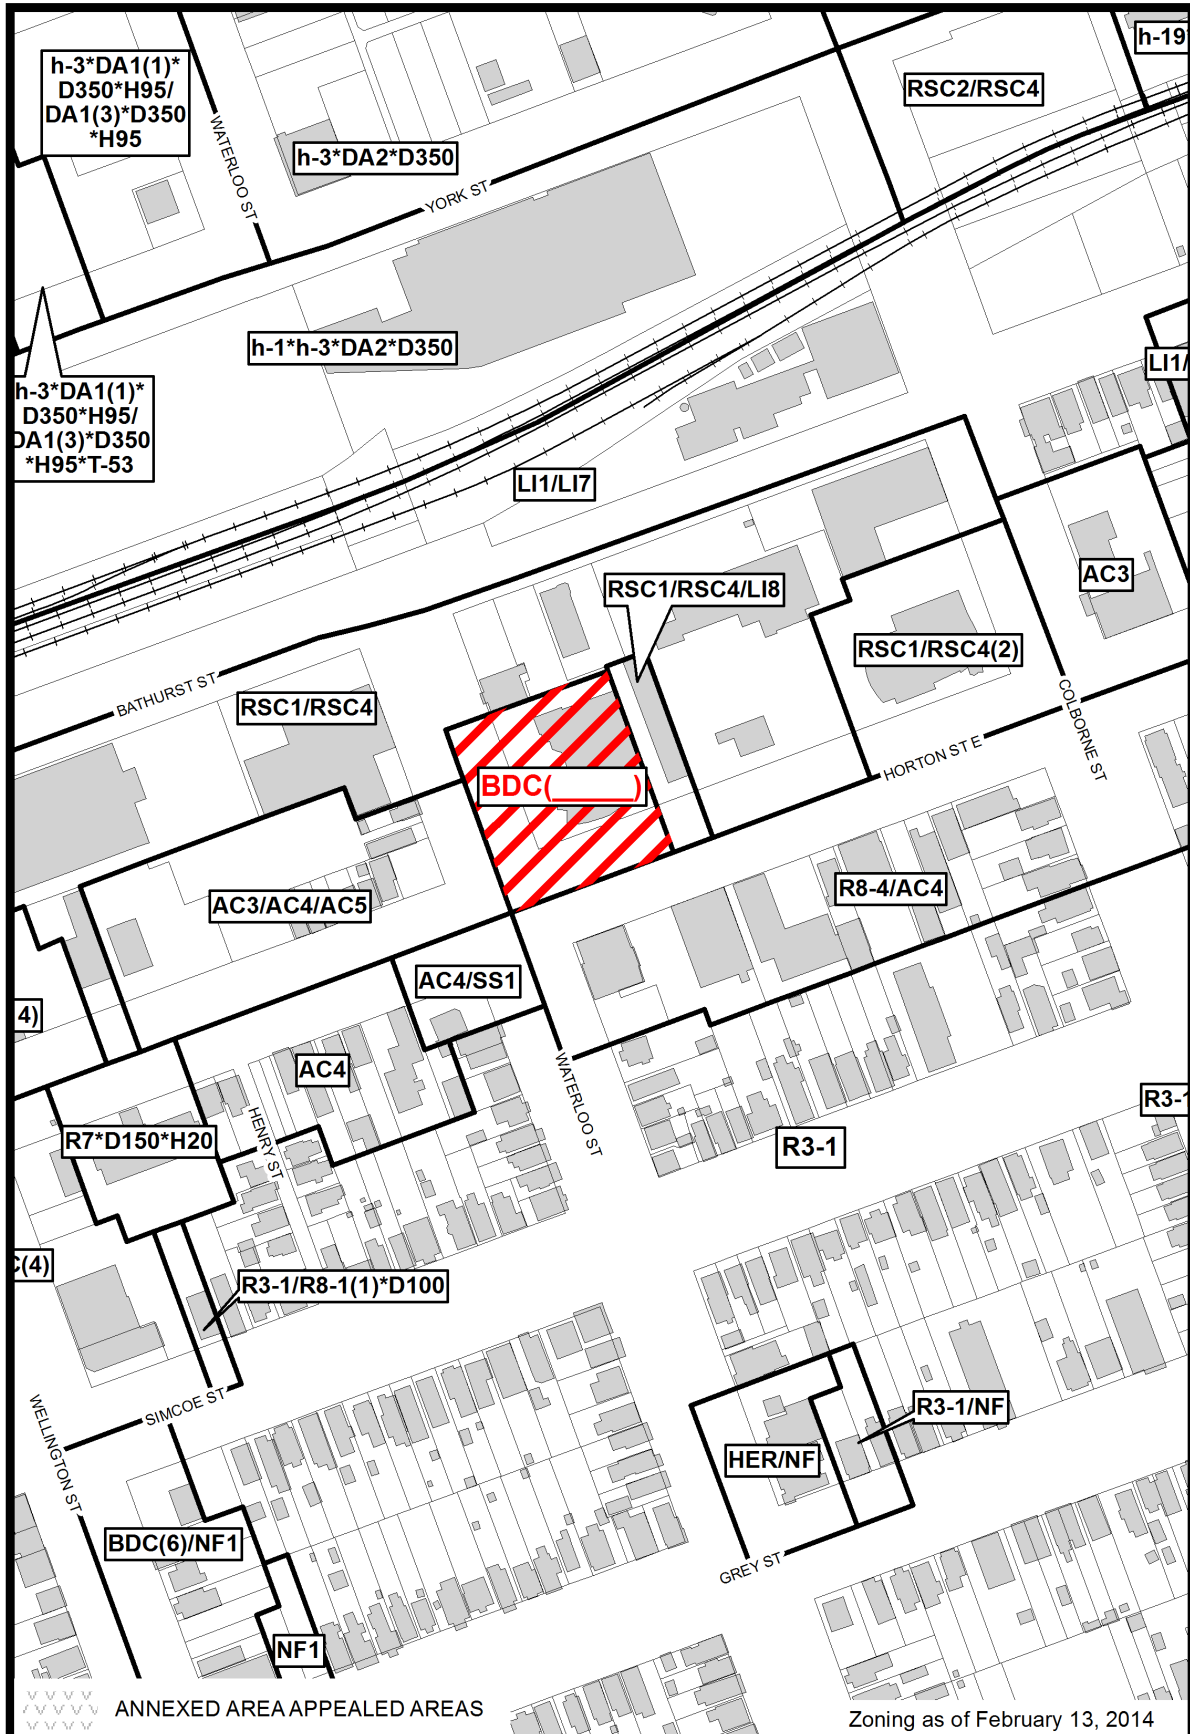 h-19
h-3*DA1(1)*
D350*H95/
DA1(3)*D350
*H95
RSC2/RSC4
WATERLOO ST
h-3*DA2*D350
YORK ST
h-1*h-3*DA2*D350
LI1/
h-3*DA1(1)*
D350*H95/
DA1(3)*D350
*H95*T-53
LI1/LI7
AC3
RSC1/RSC4/LI8
RSC1/RSC4(2)
BATHURST ST
RSC1/RSC4
COLBORNE ST
HORTON ST E
BDC(______)
R8-4/AC4
AC3/AC4/AC5
AC4/SS1
4)
AC4
WATERLOO ST
R3-1
HENRY ST
R7*D150*H20
R3-1
C(4)
R3-1/R8-1(1)*D100
SIMCOE ST
R3-1/NF
WELLINGTON ST
HER/NF
BDC(6)/NF1
GREY ST
NF1
ANNEXED AREA APPEALED AREAS
Zoning as of February 13, 2014